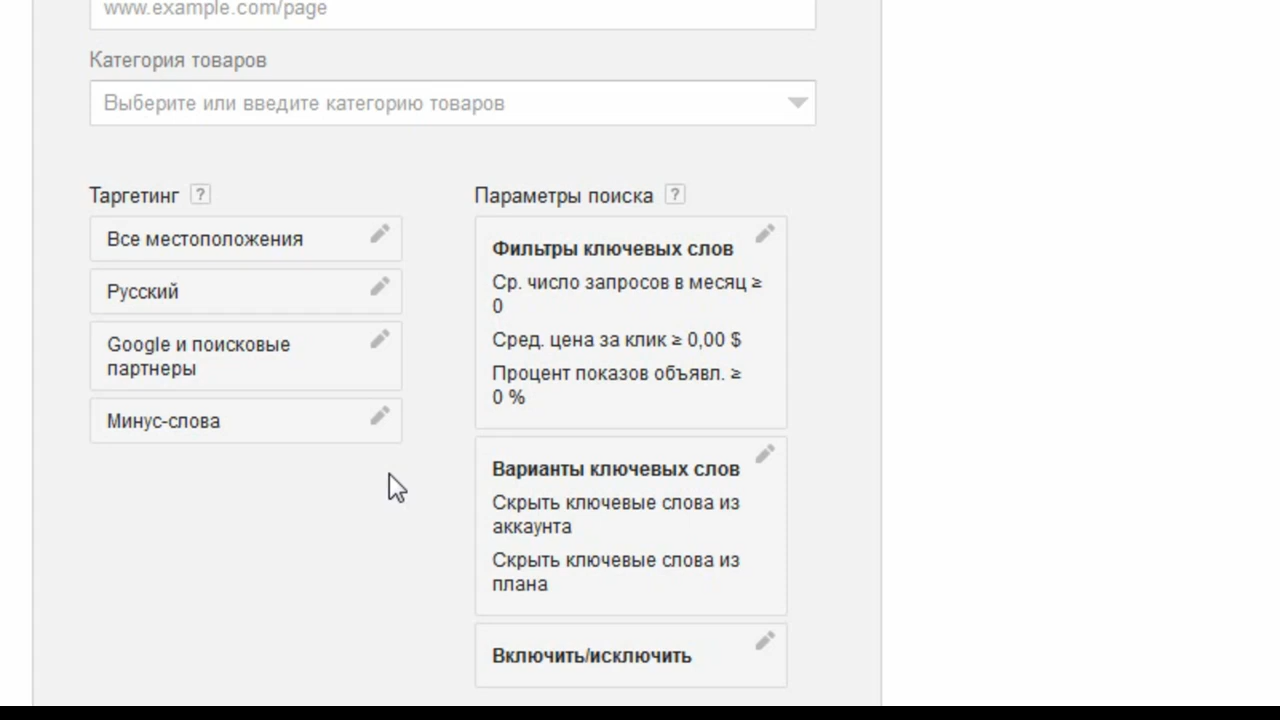 www.example.com/page
Категория товаров
Выберите или введите категорию товаров
Таргетинг ?
Все местоположения
Русский
Google и поисковые
партнеры
Минус-слова
Параметры поиска ?
Фильтры ключевых слов
Ср. число запросов в месяц ≥
0
Сред. цена за клик ≥ 0,00 $
Процент показов объявл. ≥
0 %
Варианты ключевых слов
Скрыть ключевые слова из
аккаунта
Скрыть ключевые слова из
плана
Включить/исключить